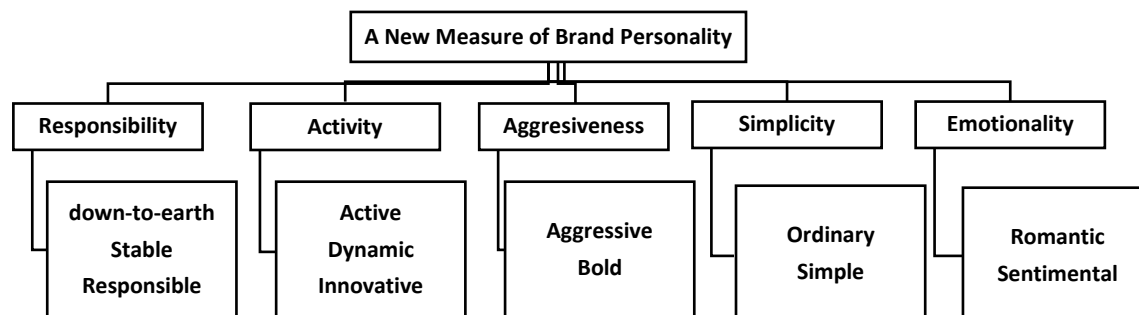 A New Measure of Brand Personality
Responsibility
Activity
Aggresiveness
Simplicity
Emotionality
down-to-earth
Stable
Responsible
Active
Dynamic
Innovative
Aggressive
Bold
Ordinary
Simple
Romantic
Sentimental